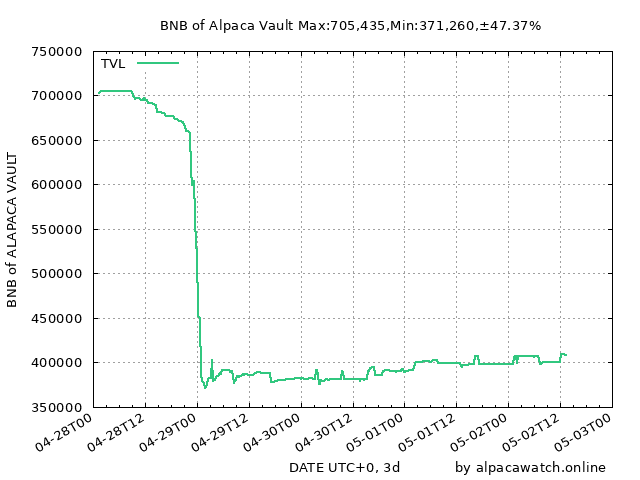 BNB of Alpaca Vault Max:705,435,Min:371,260,±47.37%
TVL
750000
700000
650000
600000
550000
500000
450000
400000
350000
BNB of ALAPACA VAULT
04-28T00
04-28T12
04-29T00
04-29T12
04-30T00
04-30T12
05-01T00
05-01T12
05-02T00
05-02T12
05-03T00
DATE UTC+0, 3d
by alpacawatch.online